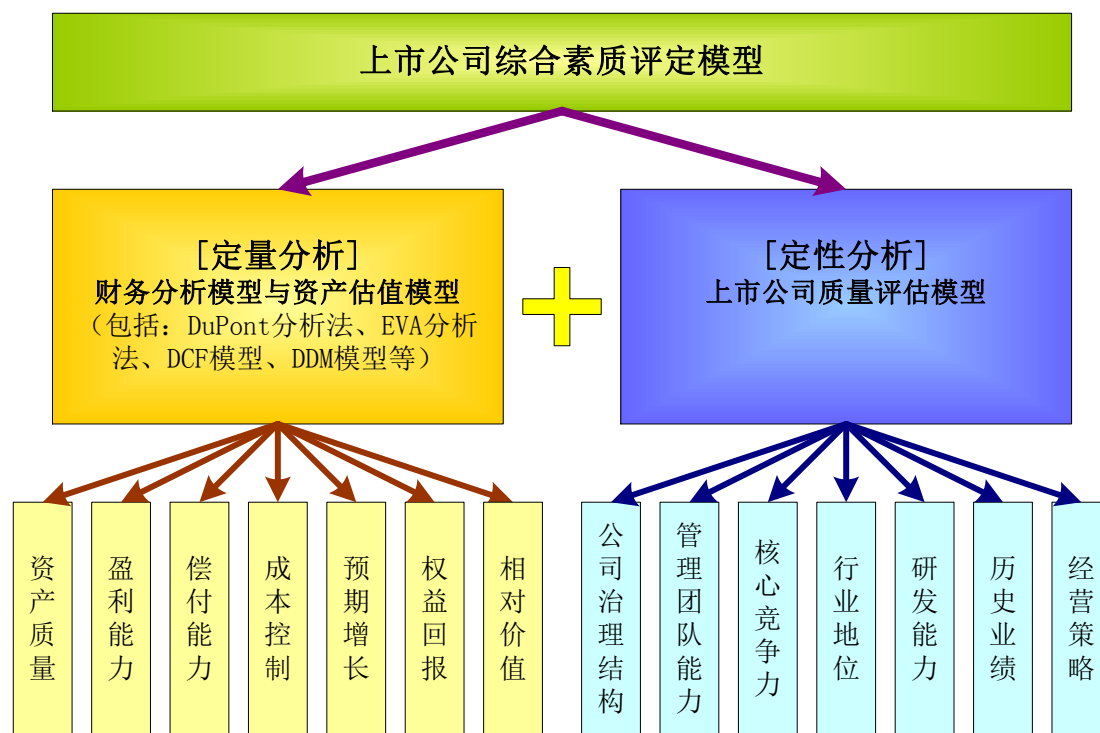 上市公司综合素质评定模型
[定量分析]
财务分析模型与资产估值模型
（包括：DuPont分析法、EVA分析
法、DCF模型、DDM模型等）
[定性分析]
上市公司质量评估模型
资产质量
盈利能力
偿付能力
成本控制
预期增长
权益回报
相对价值
公司治理结构
管理团队能力
核心竞争力
行业地位
研发能力
历史业绩
经营策略